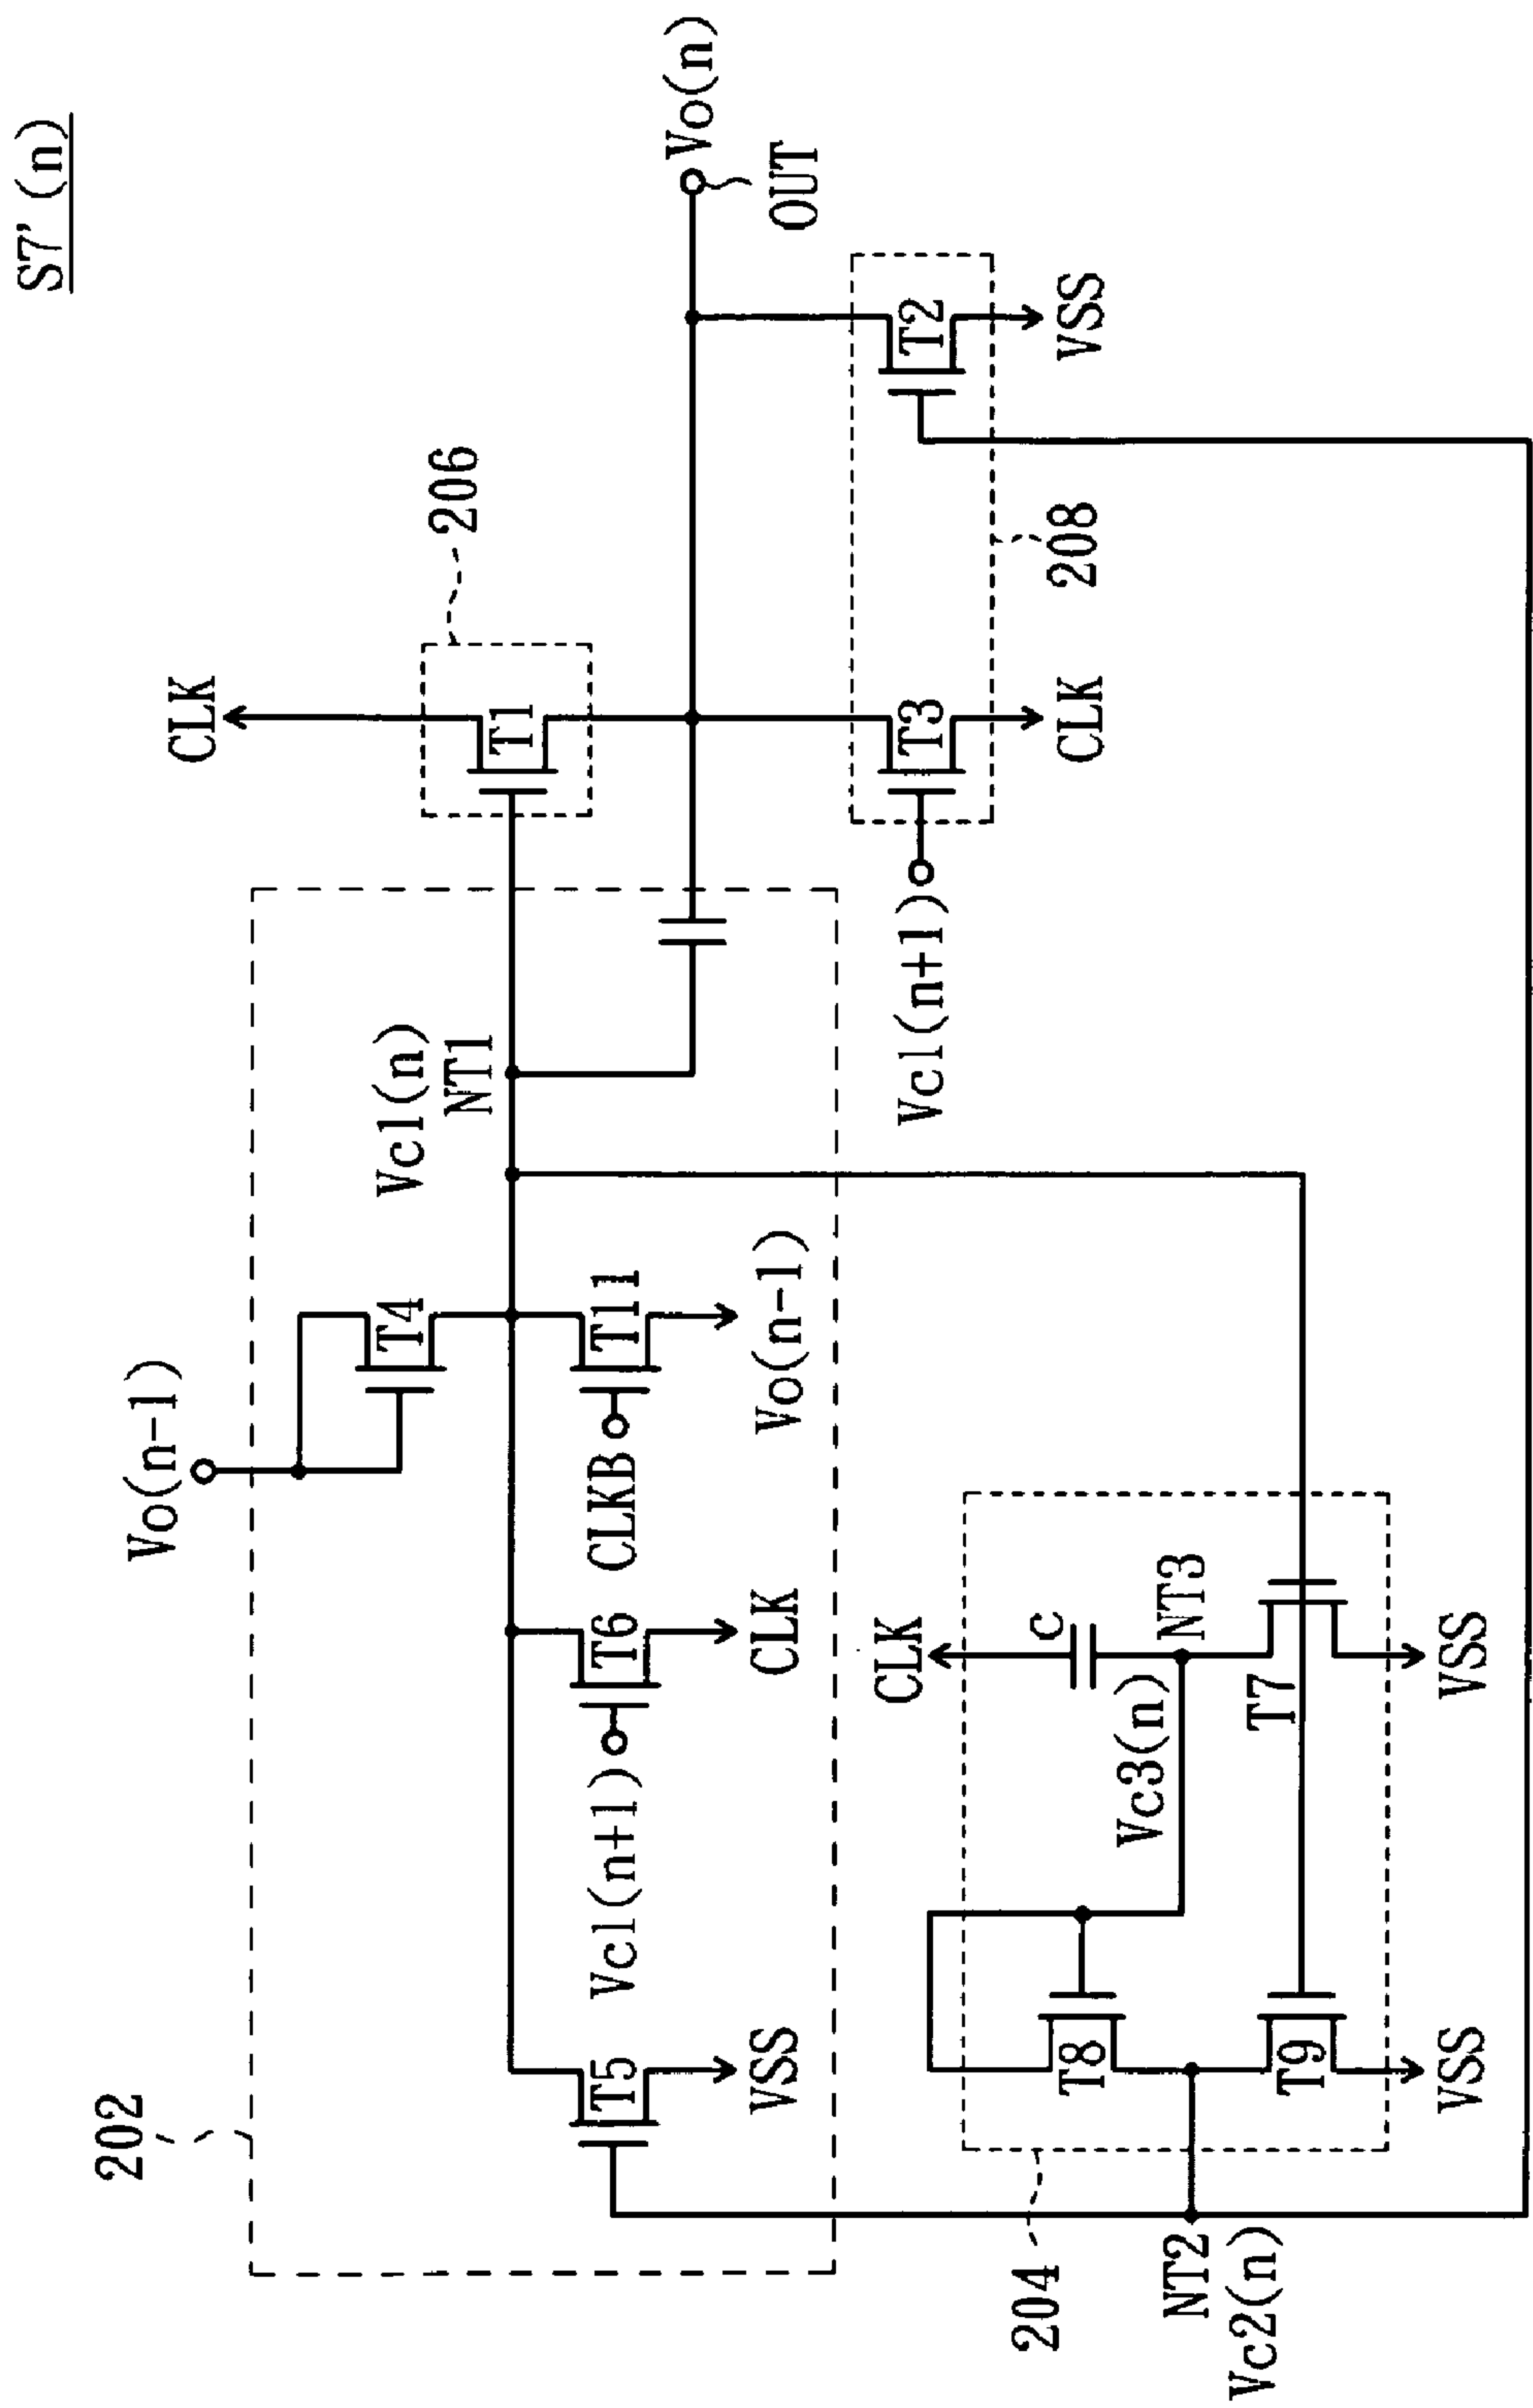 S7'(n)
202
Vo(n-1)
CLK
206
T4
T1
Vc1(n)
NT1
Vo(n)
OUT
T5
T6
T11
Vc1(n+1)
CLKB
VSS
CLK
Vo(n-1)
Vc1(n+1)
T3
T2
CLK
VSS
208
CLK
C
Vc3(n)
NT3
T8
T7
T9
VSS
VSS
204
NT2
Vc2(n)